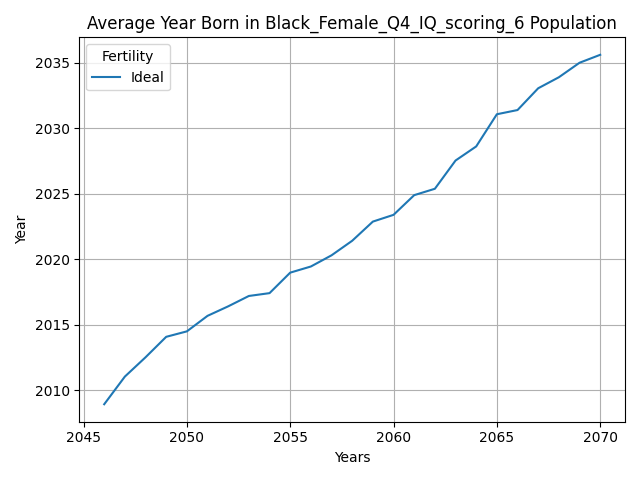 Average Year Born in Black_Female_Q4_IQ_scoring_6 Population
Fertility
Ideal
2035
2030
2025
2020
2015
2010
Year
2045 2050 2055 2060 2065 2070
Years